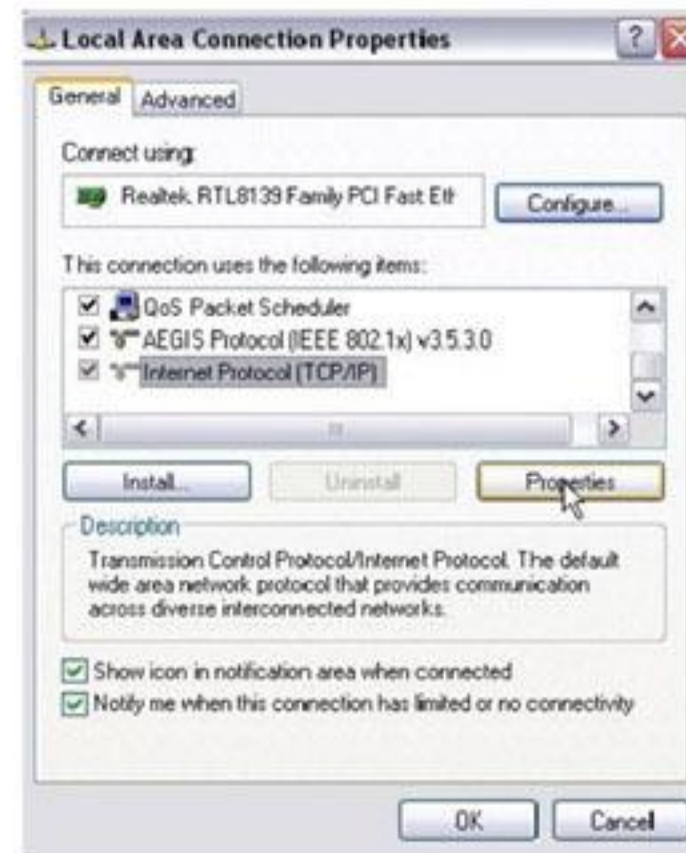 Local Area Connection Properties
General Advanced
Connect using:
Realtek RTL8139 Family PCI Fast Eth
Configure...
This connection uses the following items:
QoS Packet Scheduler
AEGIS Protocol (IEEE 802.1x) v3.5.3.0
Internet Protocol (TCP/IP)
Install... Uninstall Properties
Description
Transmission Control Protocol/Internet Protocol. The default
wide area network protocol that provides communication
across diverse interconnected networks.
Show icon in notification area when connected
Notify me when this connection has limited or no connectivity
OK Cancel